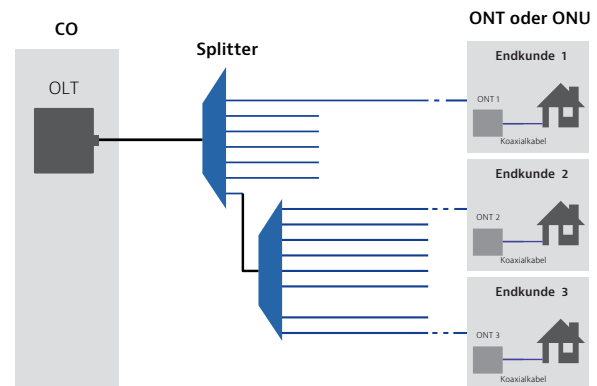 CO
OLT
Splitter
ONT oder ONU
Endkunde 1
ONT 1
Koaxialkabel
Endkunde 2
ONT 2
Koaxialkabel
Endkunde 3
ONT 3
Koaxialkabel